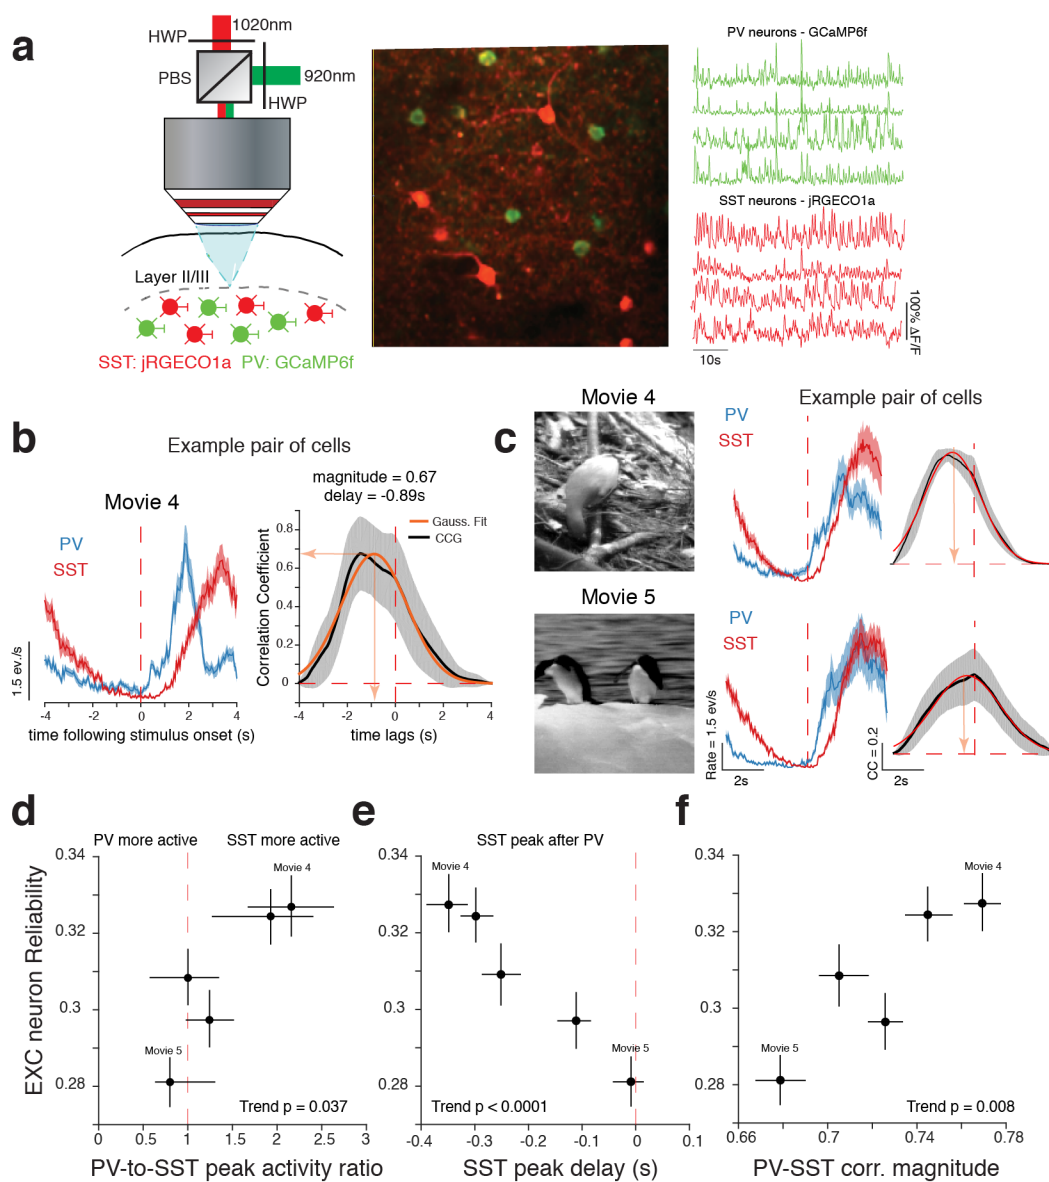 a
1020nm
HWP
PBS
920nm
HWP
Layer II/III
SST: jRGECO1a PV: GCaMP6f
PV neurons - GCaMP6f
SST neurons - jRGECO1a
100% ΔF/F
10s
b
Example pair of cells
Movie 4
PV
SST
1.5 ev./s
-4 -2 0 2 4
time following stimulus onset (s)
magnitude = 0.67
delay = -0.89s
Gauss. Fit
CCG
Correlation Coefficient
0.8
0.6
0.4
0.2
0
-4 -2 0 2 4
time lags (s)
c
Movie 4
Example pair of cells
PV
SST
Movie 5
PV
SST
Rate = 1.5 ev/s
2s
CC = 0.2
2s
d
PV more active SST more active
EXC neuron Reliability
0.34
0.32
0.3
0.28
Movie 4
Movie 5
Trend p = 0.037
0 0.5 1 1.5 2 2.5 3
PV-to-SST peak activity ratio
e
SST peak after PV
0.34
0.32
0.3
0.28
Movie 4
Movie 5
Trend p < 0.0001
-0.4 -0.3 -0.2 -0.2 0 0.1
SST peak delay (s)
f
0.34
0.32
0.3
0.28
Movie 4
Movie 5
Trend p = 0.008
0.66 0.7 0.74 0.78
PV-SST corr. magnitude